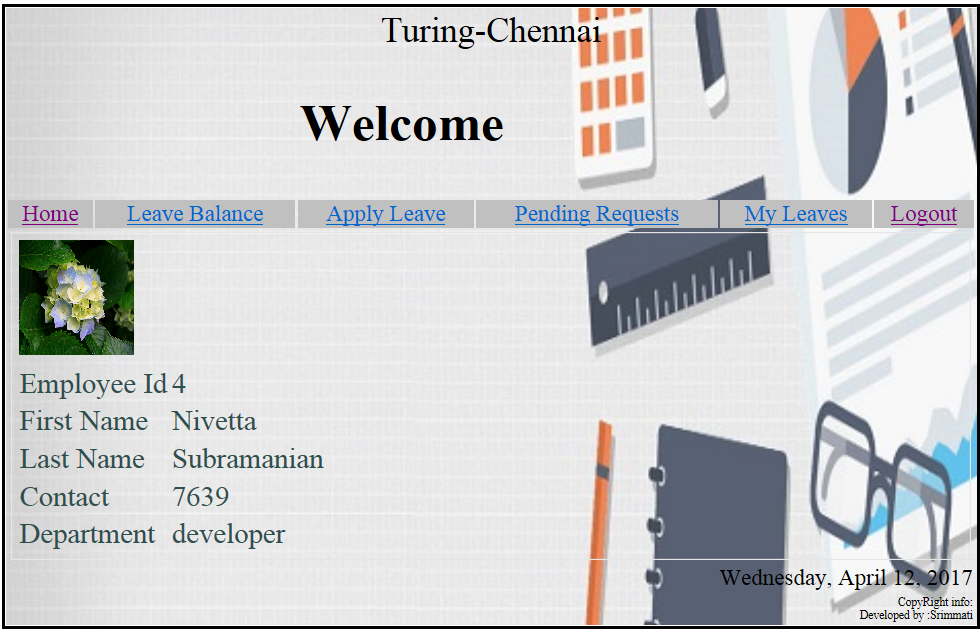 Turing-Chennai
Welcome
Home Leave Balance Apply Leave Pending Requests My Leaves Logout
Employee Id 4
First Name Nivetta
Last Name Subramanian
Contact 7639
Department developer
Wednesday, April 12, 2017
CopyRight info:
Developed by :Srimmati